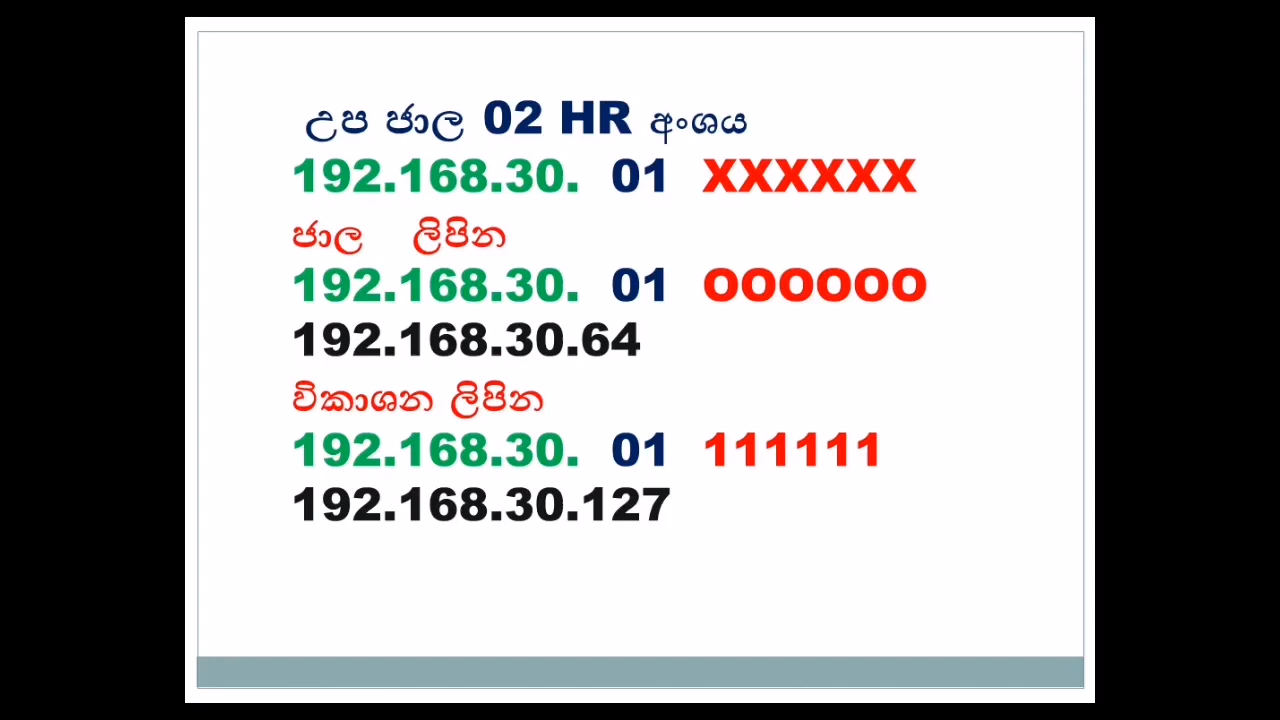 උප ජාල 02 HR අංශය
192.168.30. 01 XXXXXX
ජාල ලිපින
192.168.30. 01 OOOOOO
192.168.30.64
විකාශන ලිපින
192.168.30. 01 111111
192.168.30.127